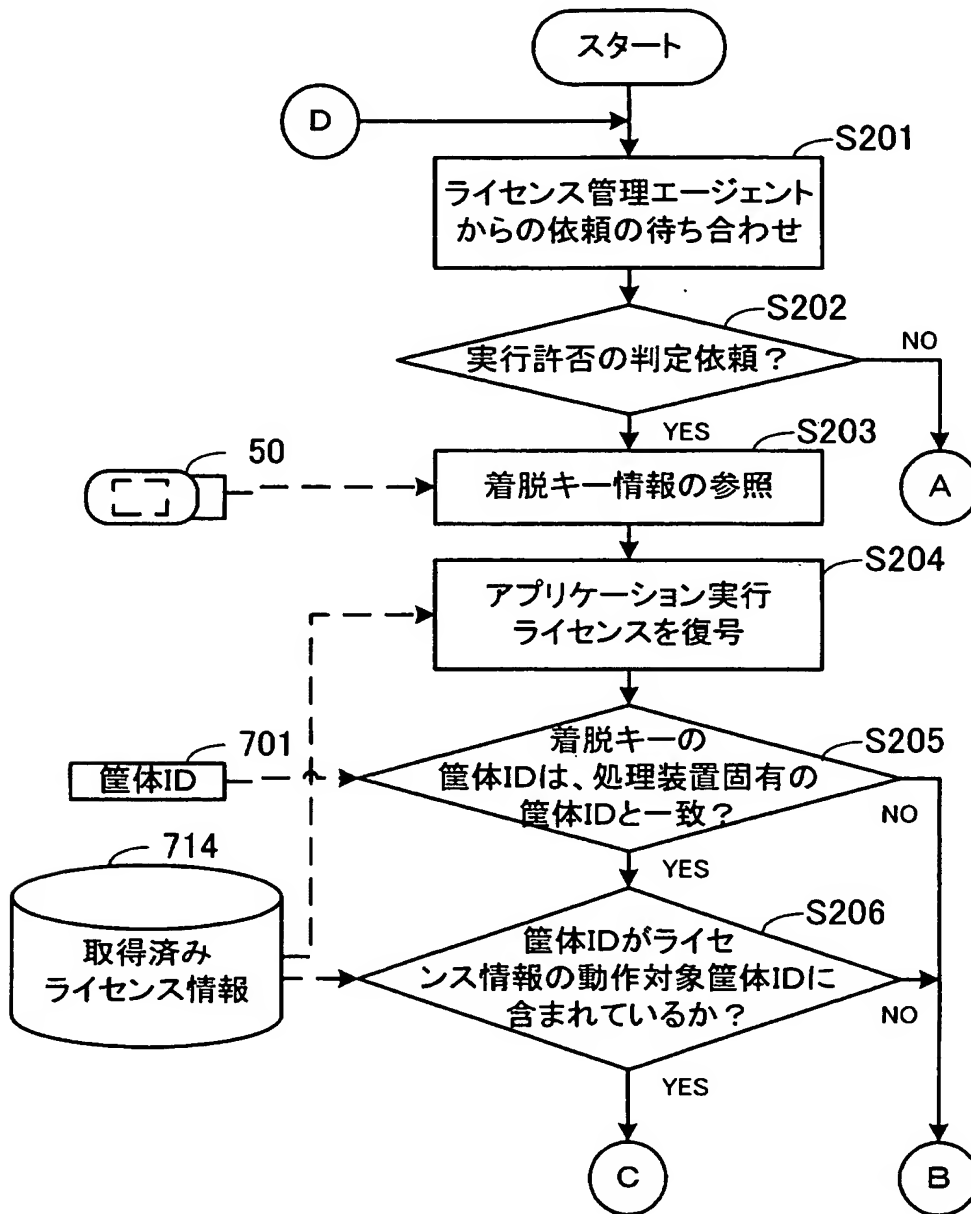 スタート
D
S201
ライセンス管理エージェント
からの依頼の待ち合わせ
S202
実行許否の判定依頼?
NO
YES
S203
50
着脱キー情報の参照
A
S204
アプリケーション実行
ライセンスを復号
701
筐体ID
S205
着脱キーの
筐体IDは、処理装置固有の
筐体IDと一致?
NO
YES
714
取得済み
ライセンス情報
S206
筐体IDがライセ
ンス情報の動作対象筐体IDに
含まれているか?
NO
YES
C
B